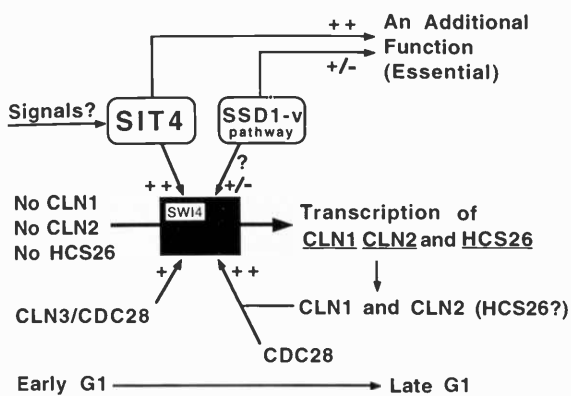 ++
An Additional
Function
(Essential)
+/-
Signals?
SIT4
SSD1-v
pathway
?
++
+/-
No CLN1
No CLN2
No HCS26
SWI4
Transcription of
CLN1 CLN2 and HCS26
+
++
CLN3/CDC28
CLN1 and CLN2 (HCS26?)
CDC28
Early G1
Late G1